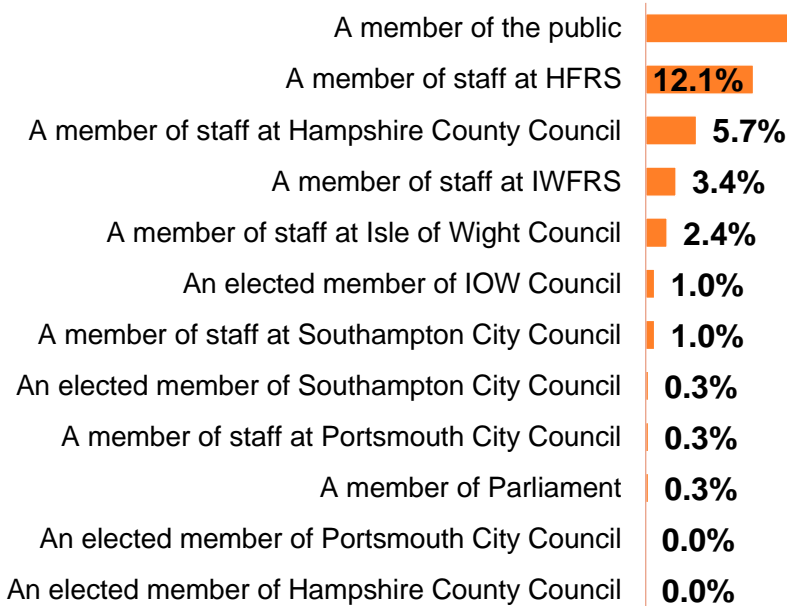 A member of the public
A member of staff at HFRS 12.1%
A member of staff at Hampshire County Council 5.7%
A member of staff at IWFRS 3.4%
A member of staff at Isle of Wight Council 2.4%
An elected member of IOW Council 1.0%
A member of staff at Southampton City Council 1.0%
An elected member of Southampton City Council 0.3%
A member of staff at Portsmouth City Council 0.3%
A member of Parliament 0.3%
An elected member of Portsmouth City Council 0.0%
An elected member of Hampshire County Council 0.0%